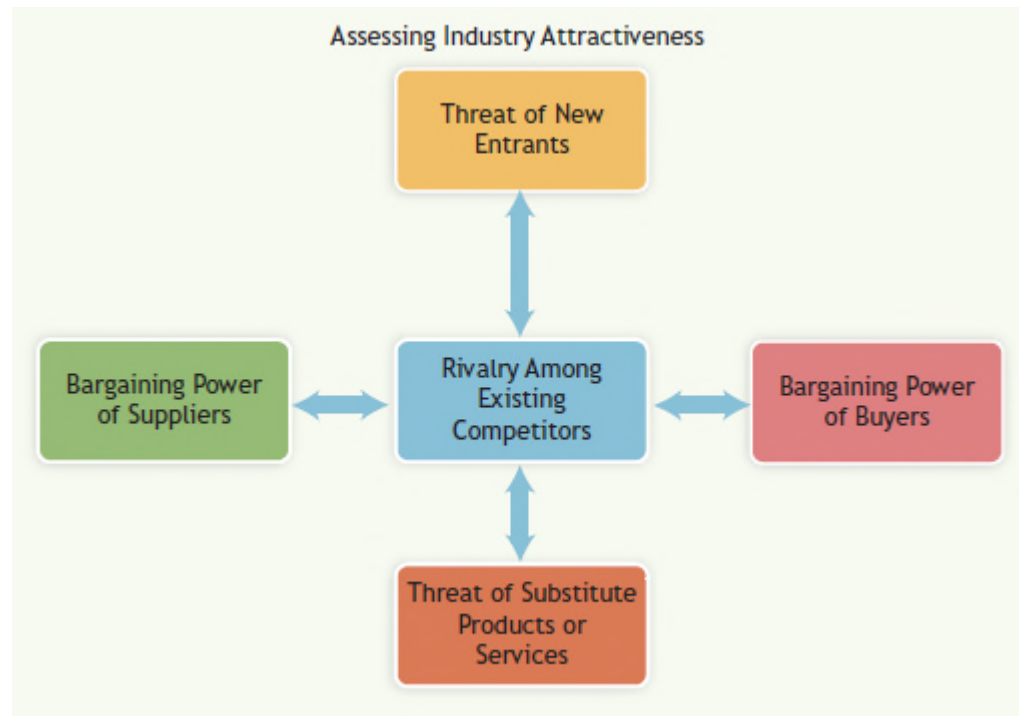 Assessing Industry Attractiveness
Threat of New
Entrants
Bargaining Power
of Suppliers
Rivalry Among
Existing
Competitors
Bargaining Power
of Buyers
Threat of Substitute
Products or
Services